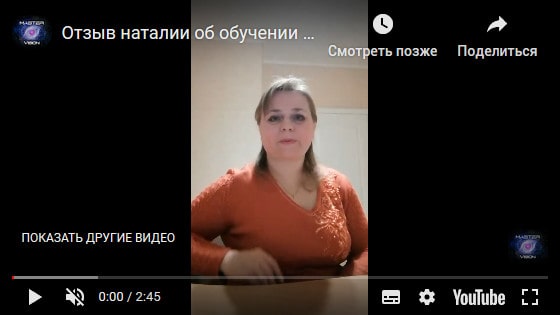 MASTER
VISION
Отзыв наталии об обучении ...
Смотреть позже
Поделиться
ПОКАЗАТЬ ДРУГИЕ ВИДЕО
MASTER
VISION
0:00 / 2:45
YouTube